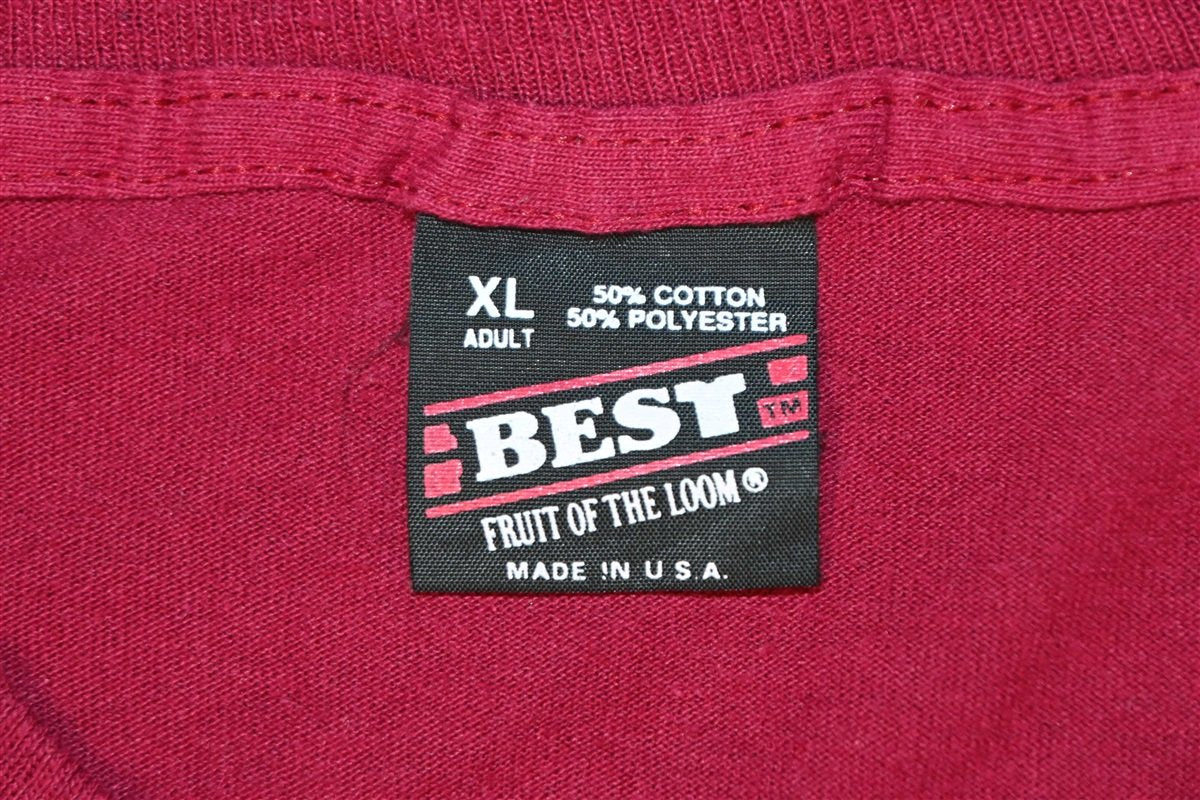 XL
ADULT
50% COTTON
50% POLYESTER
BEST TM
FRUIT OF THE LOOM®
MADE IN U.S.A.